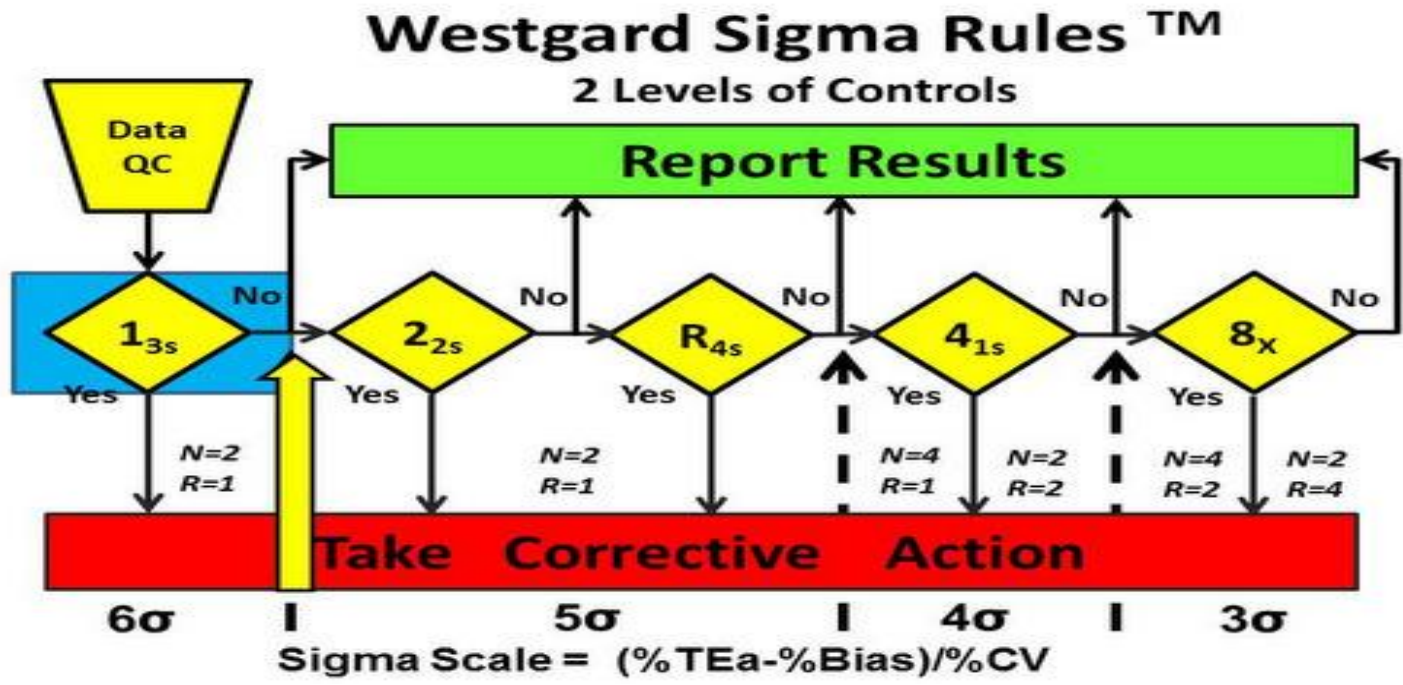 Westgard Sigma Rules ™
2 Levels of Controls
Data
QC
Report Results
No
No
No
No
No
1₃ₛ
2₂ₛ
R₄ₛ
4₁ₛ
8ₓ
Yes
Yes
Yes
Yes
Yes
N=2
R=1
N=2
R=1
N=4
R=1
N=2
R=2
N=4
R=2
N=2
R=4
Take Corrective Action
6σ
5σ
4σ
3σ
Sigma Scale = (%TEa-%Bias)/%CV